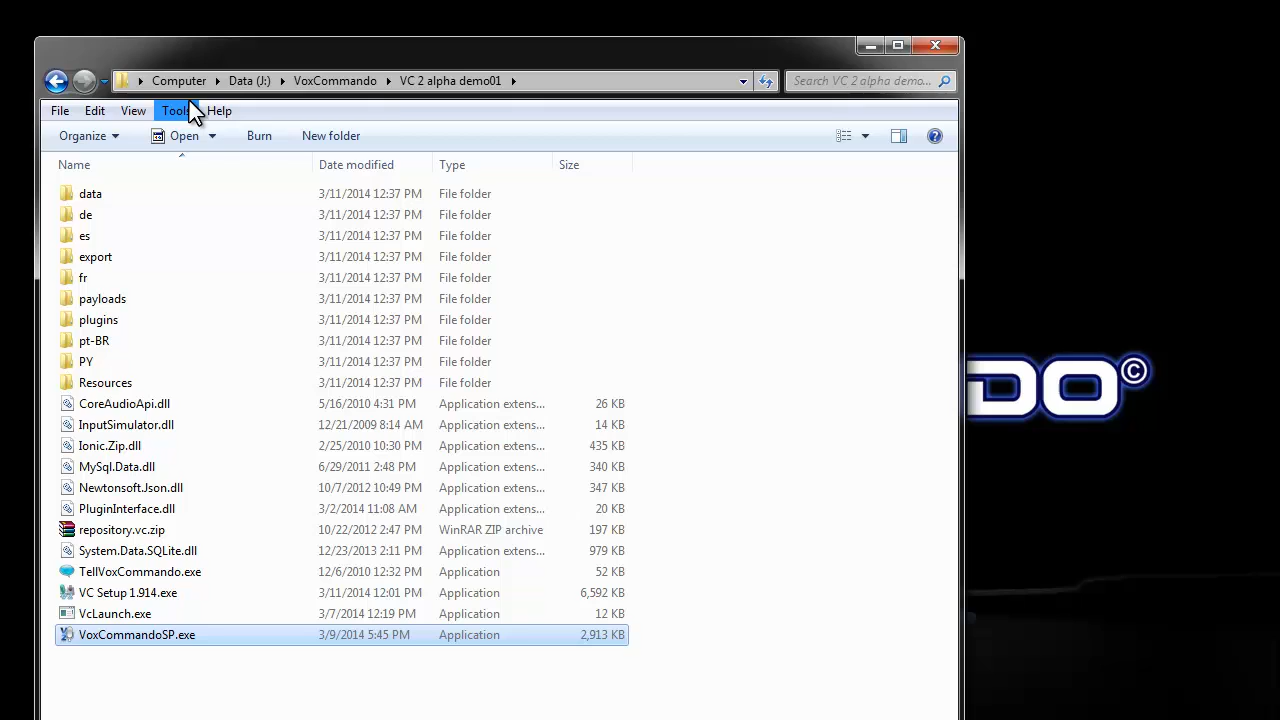 Computer Data (J:) VoxCommando VC 2 alpha demo01 Search VC 2 alpha demo...
File Edit View Tools Help
Organize Open Burn New folder
Name Date modified Type Size
data 3/11/2014 12:37 PM File folder
de 3/11/2014 12:37 PM File folder
es 3/11/2014 12:37 PM File folder
export 3/11/2014 12:37 PM File folder
fr 3/11/2014 12:37 PM File folder
payloads 3/11/2014 12:37 PM File folder
plugins 3/11/2014 12:37 PM File folder
pt-BR 3/11/2014 12:37 PM File folder
PY 3/11/2014 12:37 PM File folder
Resources 3/11/2014 12:37 PM File folder
CoreAudioApi.dll 5/16/2010 4:31 PM Application extens... 26 KB
InputSimulator.dll 12/21/2009 8:14 AM Application extens... 14 KB
Ionic.Zip.dll 2/25/2010 10:30 PM Application extens... 435 KB
MySql.Data.dll 6/29/2011 2:48 PM Application extens... 340 KB
Newtonsoft.Json.dll 10/7/2012 10:49 PM Application extens... 347 KB
PluginInterface.dll 3/2/2014 11:08 AM Application extens... 20 KB
repository.vc.zip 10/22/2012 2:47 PM WinRAR ZIP archive 197 KB
System.Data.SQLite.dll 12/23/2013 2:11 PM Application extens... 979 KB
TellVoxCommando.exe 12/6/2010 12:32 PM Application 52 KB
VC Setup 1.914.exe 3/11/2014 12:01 PM Application 6,592 KB
VcLaunch.exe 3/7/2014 12:19 PM Application 12 KB
VoxCommandoSP.exe 3/9/2014 5:45 PM Application 2,913 KB
DO©